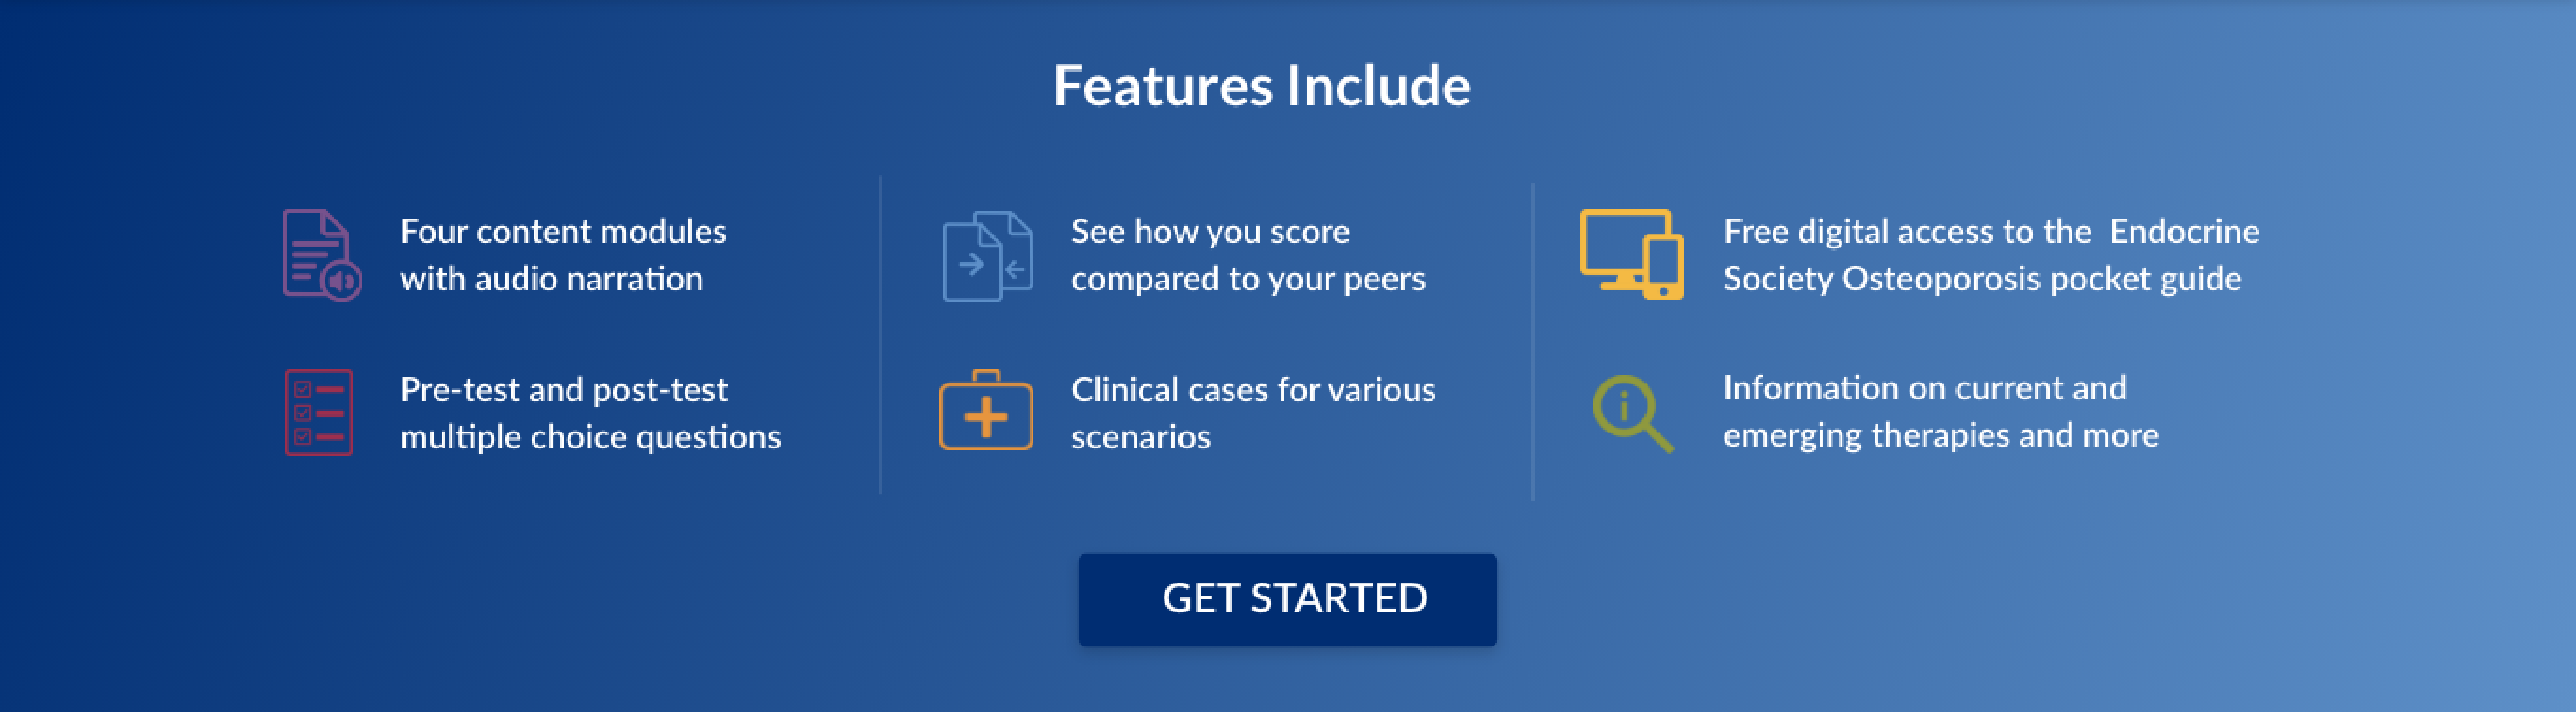 Features Include
Four content modules
with audio narration
Pre-test and post-test
multiple choice questions
See how you score
compared to your peers
Clinical cases for various
scenarios
Free digital access to the  Endocrine
Society Osteoporosis pocket guide
Information on current and
emerging therapies and more
GET STARTED